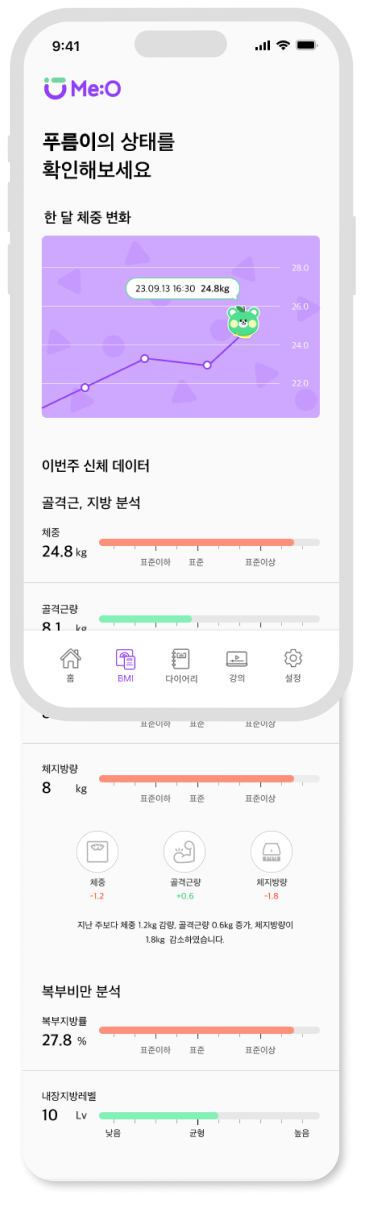 9:41
Me:O
푸름이의 상태를
확인해보세요
한 달 체중 변화
28.0
23.09.13 16:30 24.8kg
26.0
24.0
22.0
이번주 신체 데이터
골격근, 지방 분석
체중
24.8 kg
표준이하 표준 표준이상
골격근량
8.1 kg
홈 BMI 다이어리 강의 설정
표준이하 표준 표준이상
체지방량
8 kg
표준이하 표준 표준이상
체중 골격근량 체지방량
-1.2 +0.6 -1.8
지난 주보다 체중 1.2kg 감량, 골격근량 0.6kg 증가, 체지방량이
1.8kg 감소하였습니다.
복부비만 분석
복부지방률
27.8 %
표준이하 표준 표준이상
내장지방레벨
10 Lv
낮음 균형 높음